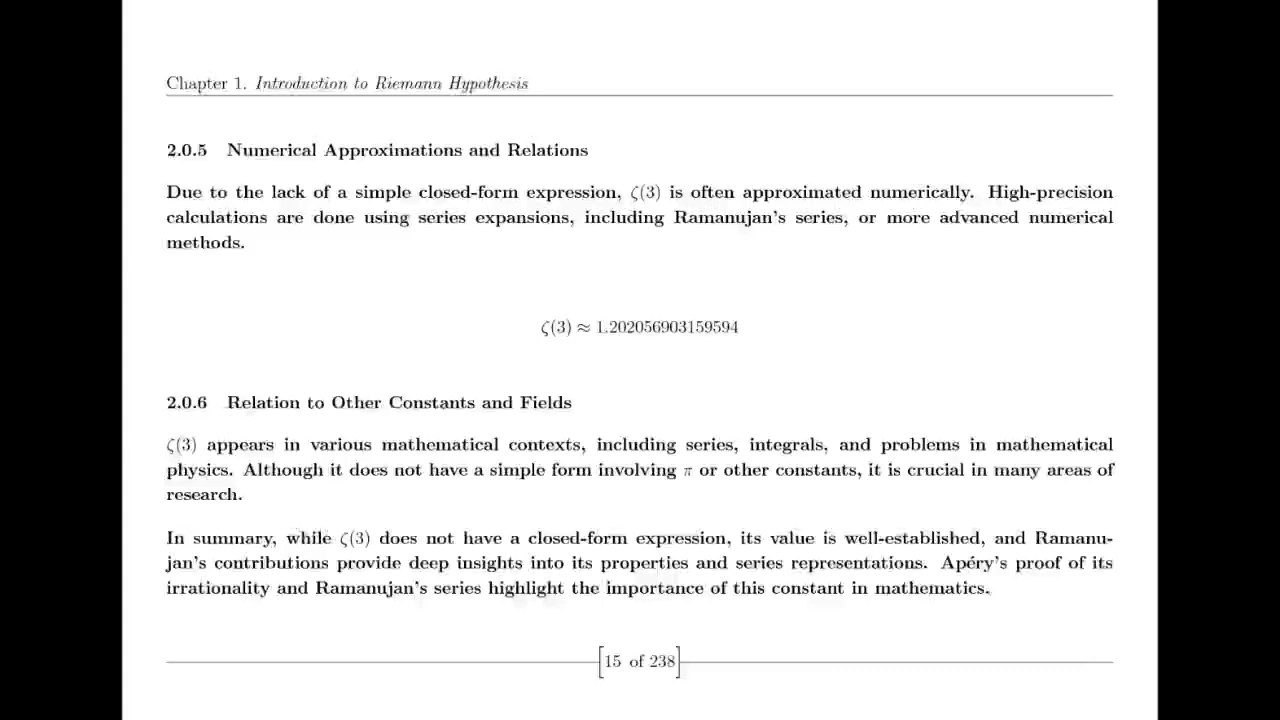 Chapter 1. Introduction to Riemann Hypothesis
2.0.5 Numerical Approximations and Relations
Due to the lack of a simple closed-form expression, ζ(3) is often approximated numerically. High-precision
calculations are done using series expansions, including Ramanujan's series, or more advanced numerical
methods.
ζ(3) ≈ 1.202056903159594
2.0.6 Relation to Other Constants and Fields
ζ(3) appears in various mathematical contexts, including series, integrals, and problems in mathematical
physics. Although it does not have a simple form involving π or other constants, it is crucial in many areas of
research.
In summary, while ζ(3) does not have a closed-form expression, its value is well-established, and Ramanu-
jan's contributions provide deep insights into its properties and series representations. Apéry's proof of its
irrationality and Ramanujan's series highlight the importance of this constant in mathematics.
[15 of 238]